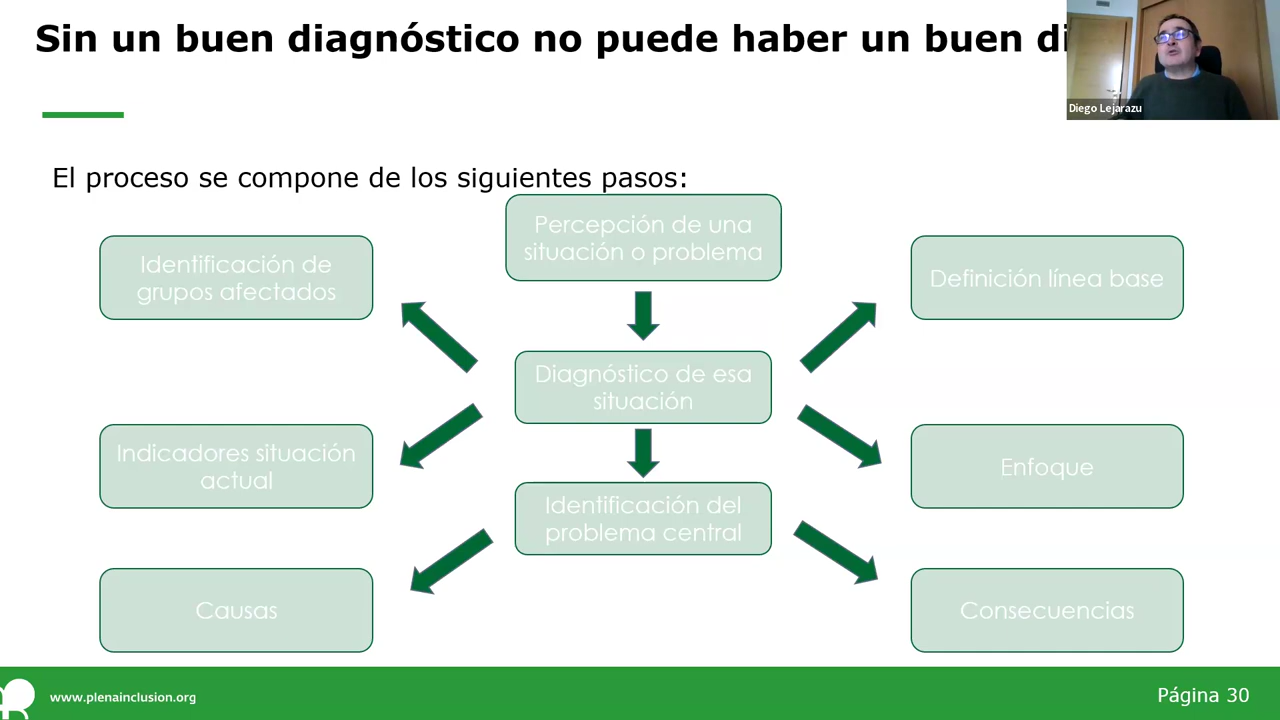 Sin un buen diagnóstico no puede haber un buen
Diego Lejarazu
El proceso se compone de los siguientes pasos:
Percepción de una
situación o problema
Identificación de
grupos afectados
Definición línea base
Diagnóstico de esa
situación
Indicadores situación
actual
Enfoque
Identificación del
problema central
Causas
Consecuencias
www.plenainclusion.org
Página 30